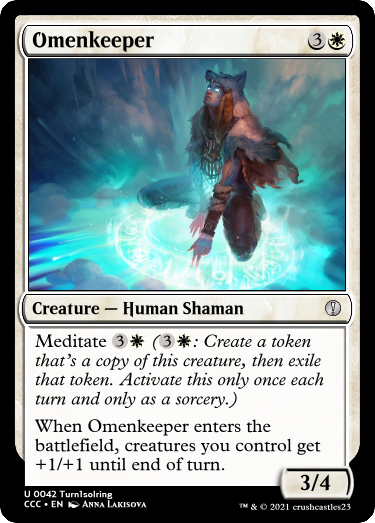 Omenkeeper 3
Creature — Human Shaman
Meditate 3 (3: Create a token
that's a copy of this creature, then exile
that token. Activate this only once each
turn and only as a sorcery.)
When Omenkeeper enters the
battlefield, creatures you control get
+1/+1 until end of turn.
3/4
U 0042 Turn1solring
CCC • EN Anna Lakisova
™ & © 2021 crushcastles23